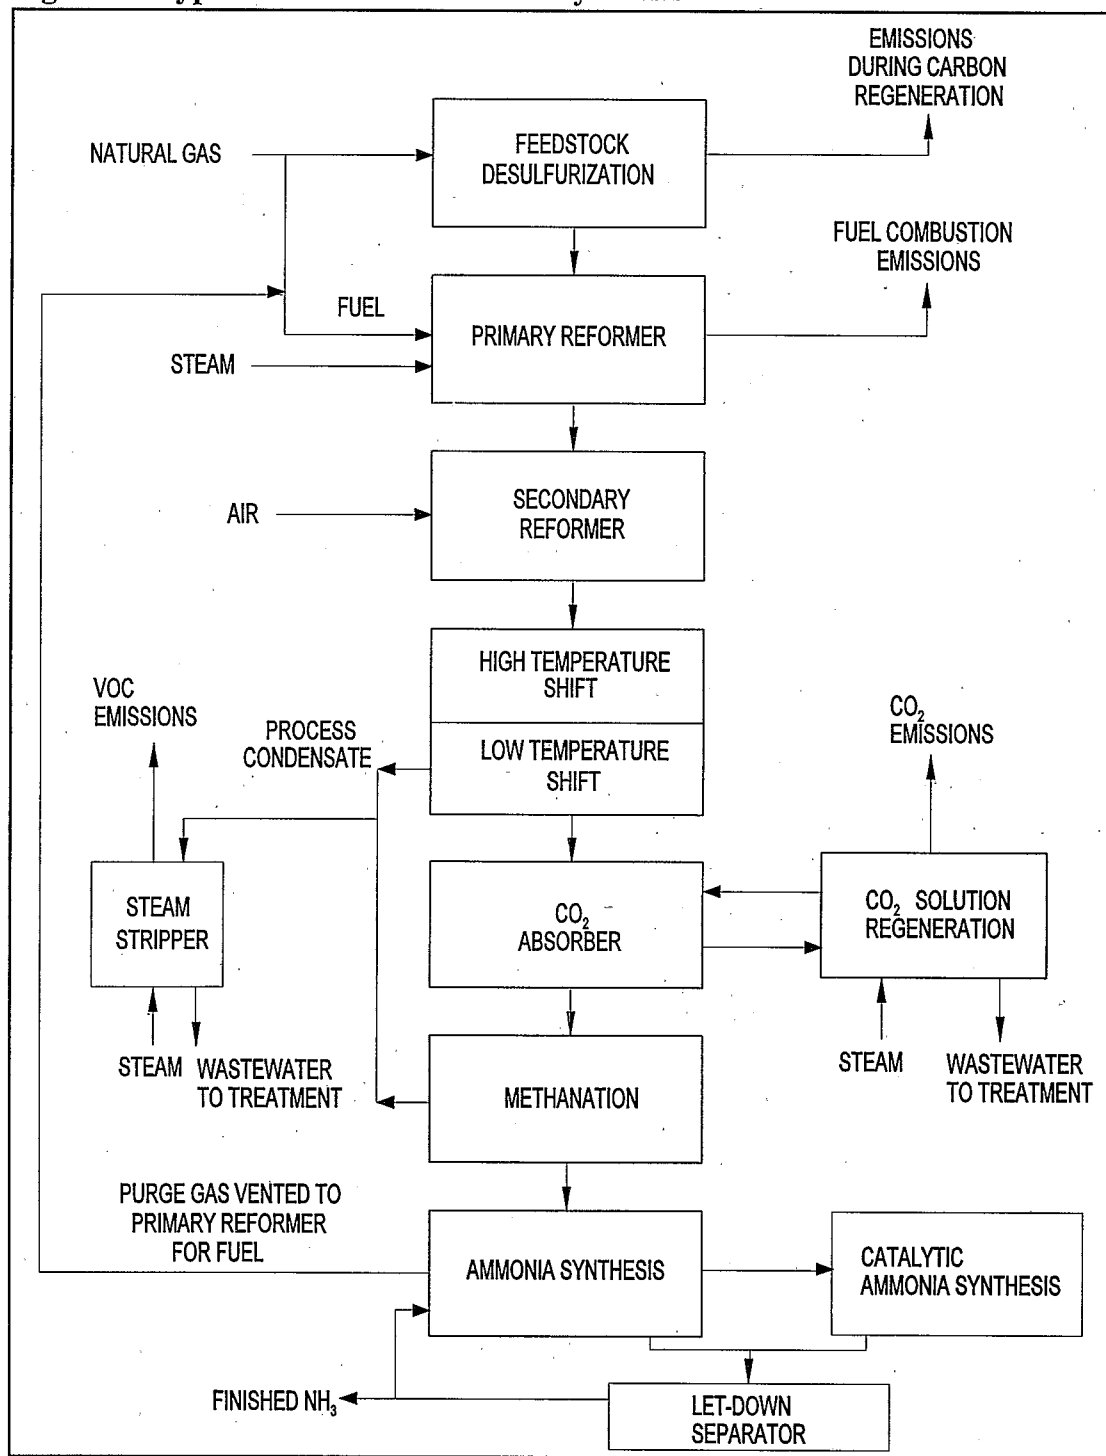 EMISSIONS
DURING CARBON
REGENERATION
NATURAL GAS
FEEDSTOCK
DESULFURIZATION
FUEL COMBUSTION
EMISSIONS
FUEL
PRIMARY REFORMER
STEAM
SECONDARY
REFORMER
AIR
HIGH TEMPERATURE
SHIFT
VOC
EMISSIONS
PROCESS
CONDENSATE
LOW TEMPERATURE
SHIFT
CO₂
EMISSIONS
STEAM
STRIPPER
CO₂
ABSORBER
CO₂ SOLUTION
REGENERATION
STEAM
WASTEWATER
TO TREATMENT
METHANATION
STEAM
WASTEWATER
TO TREATMENT
PURGE GAS VENTED TO
PRIMARY REFORMER
FOR FUEL
AMMONIA SYNTHESIS
CATALYTIC
AMMONIA SYNTHESIS
FINISHED NH₃
LET-DOWN
SEPARATOR